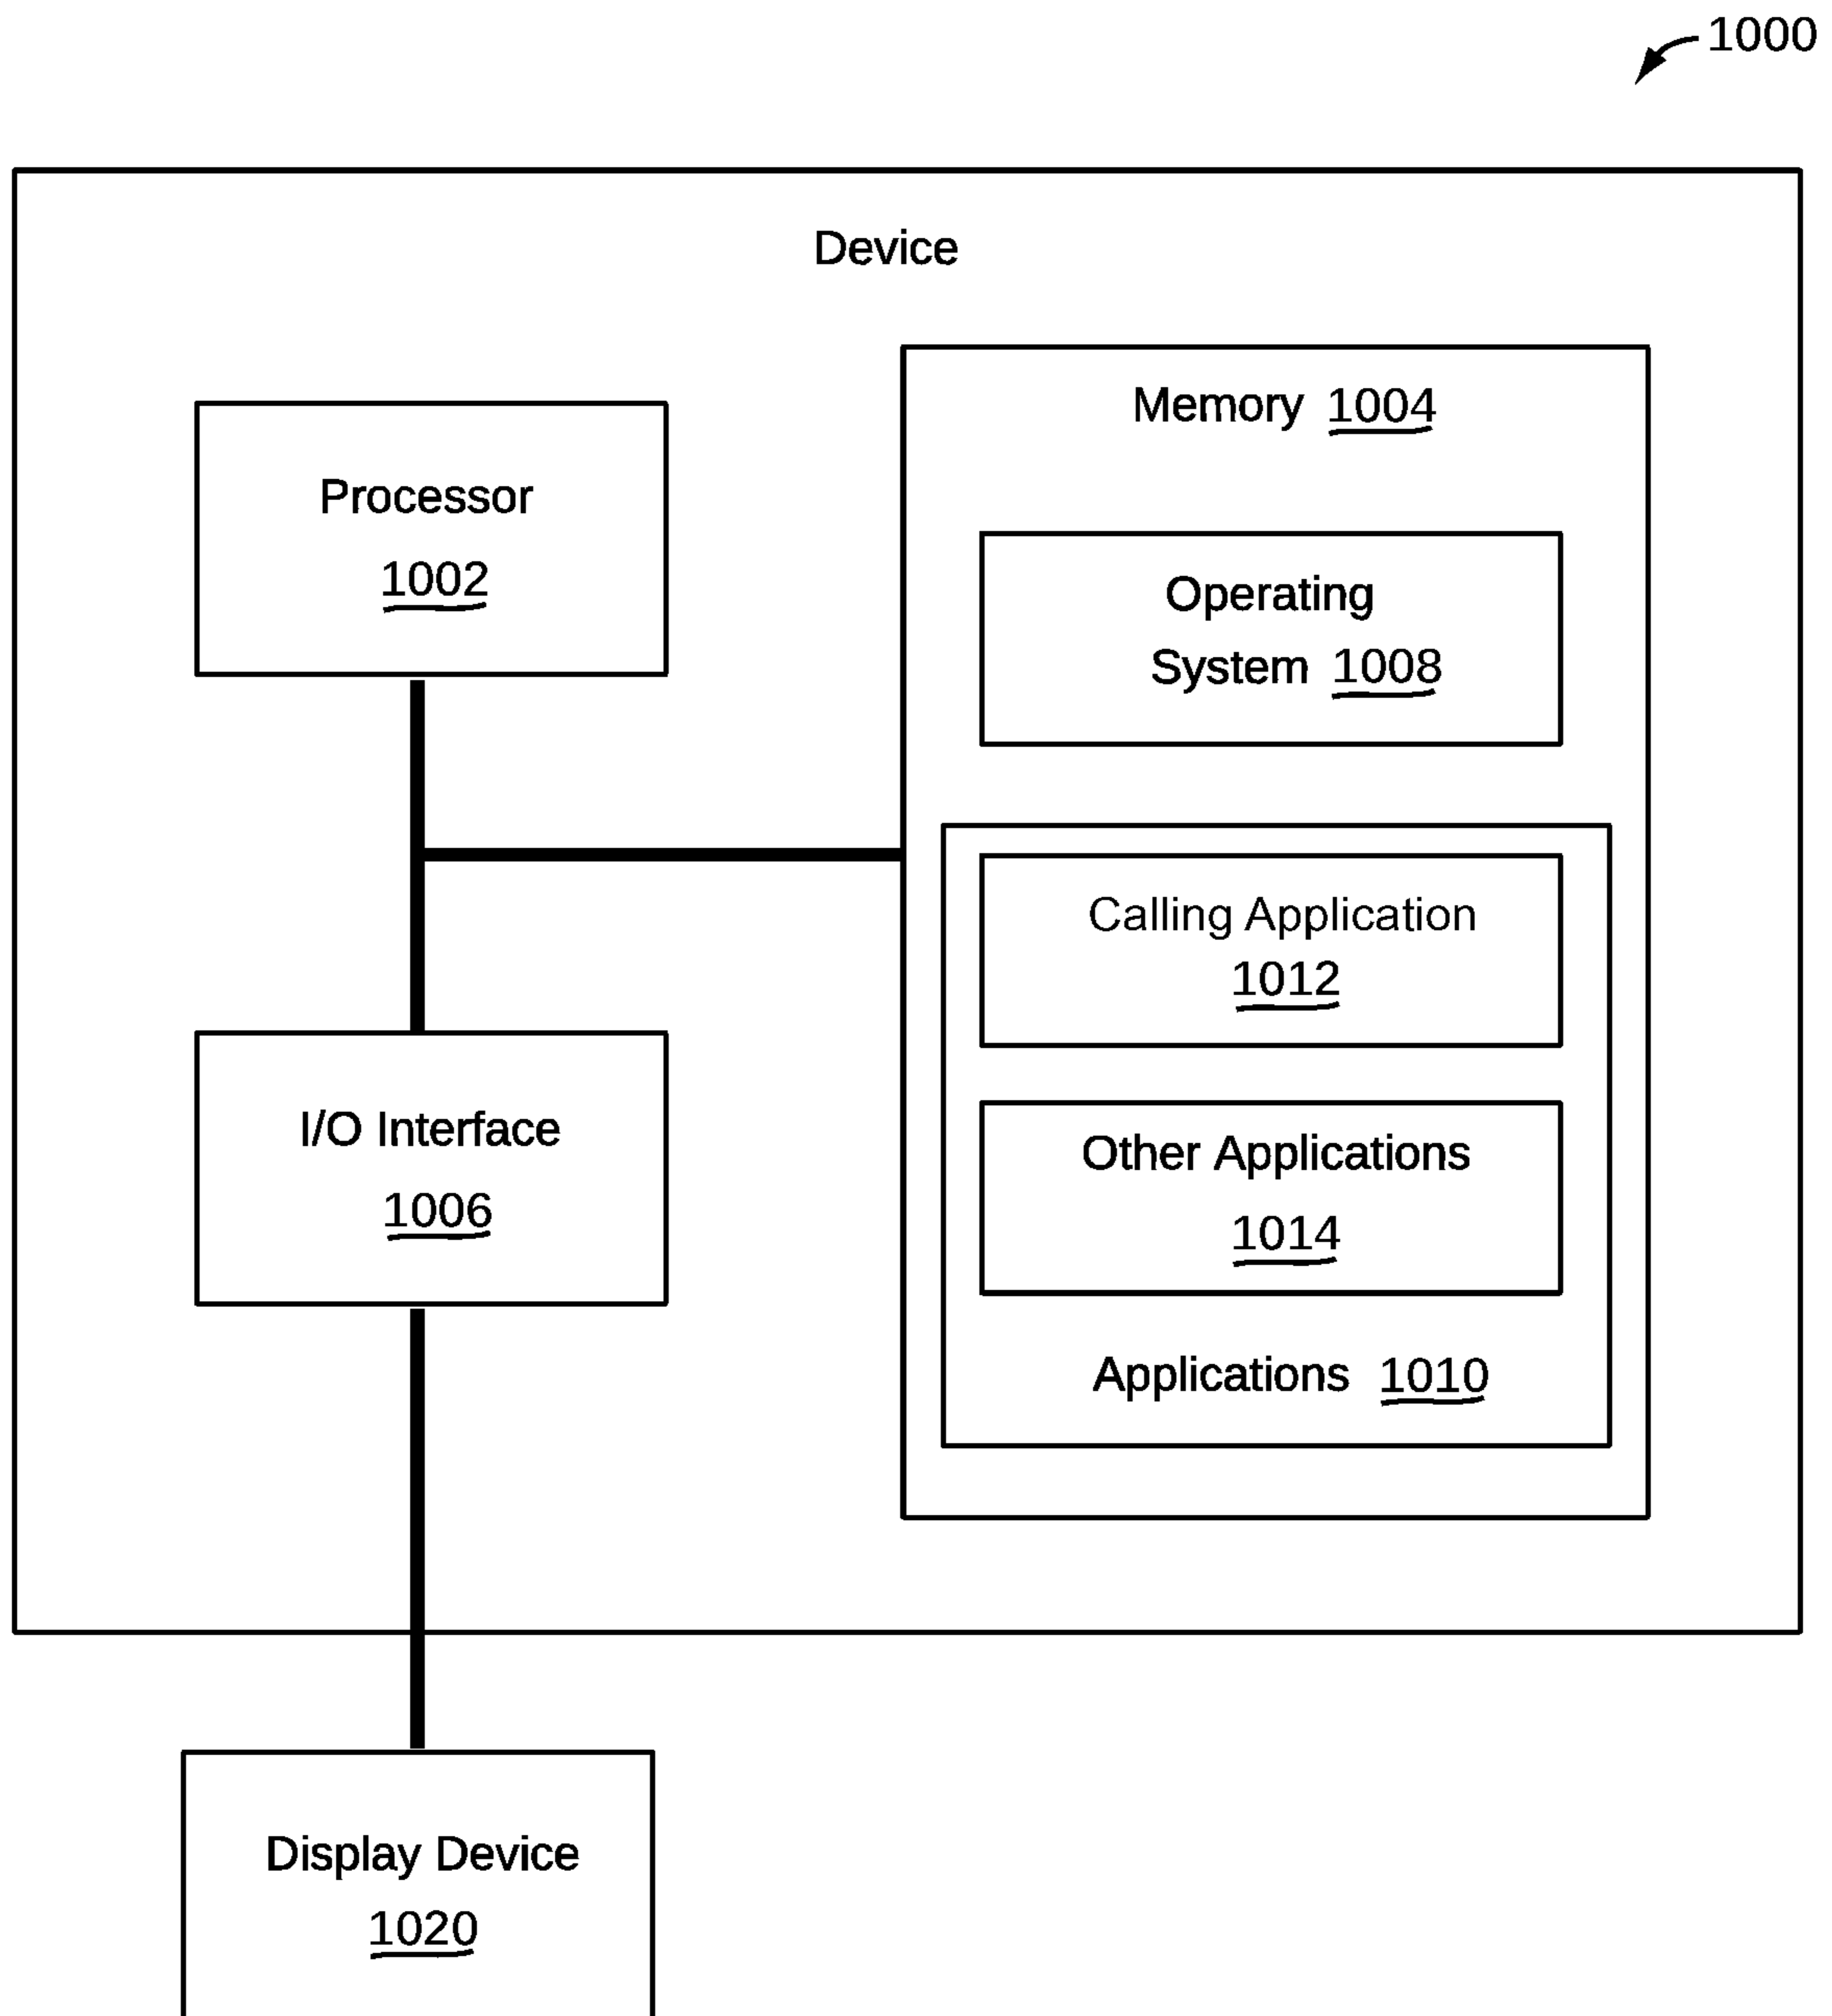 1000
Device
Processor
1002
Memory 1004
Operating
System 1008
Calling Application
1012
Other Applications
1014
Applications 1010
I/O Interface
1006
Display Device
1020